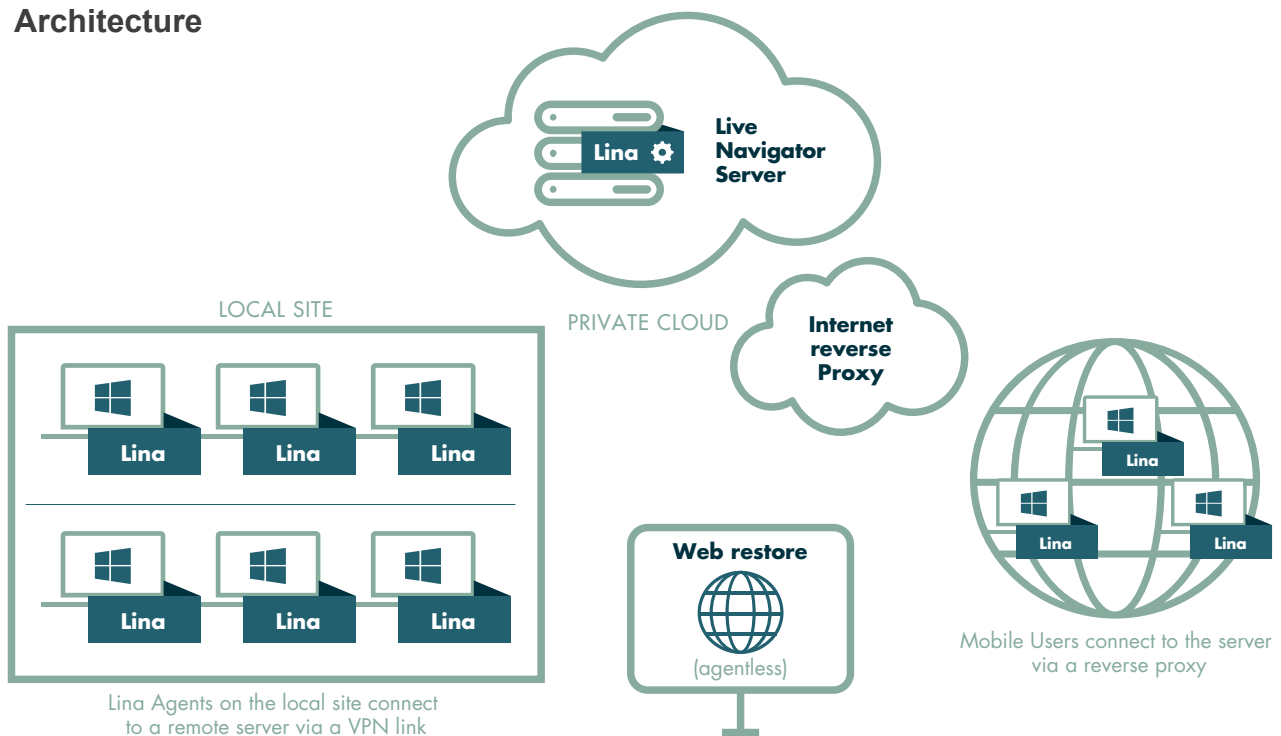 Architecture
Lina
Live
Navigator
Server
LOCAL SITE
PRIVATE CLOUD
Internet
reverse
Proxy
Lina
Lina
Lina
Lina
Lina
Lina
Lina Agents on the local site connect
to a remote server via a VPN link
Web restore
(agentless)
Lina
Lina
Lina
Mobile Users connect to the server
via a reverse proxy